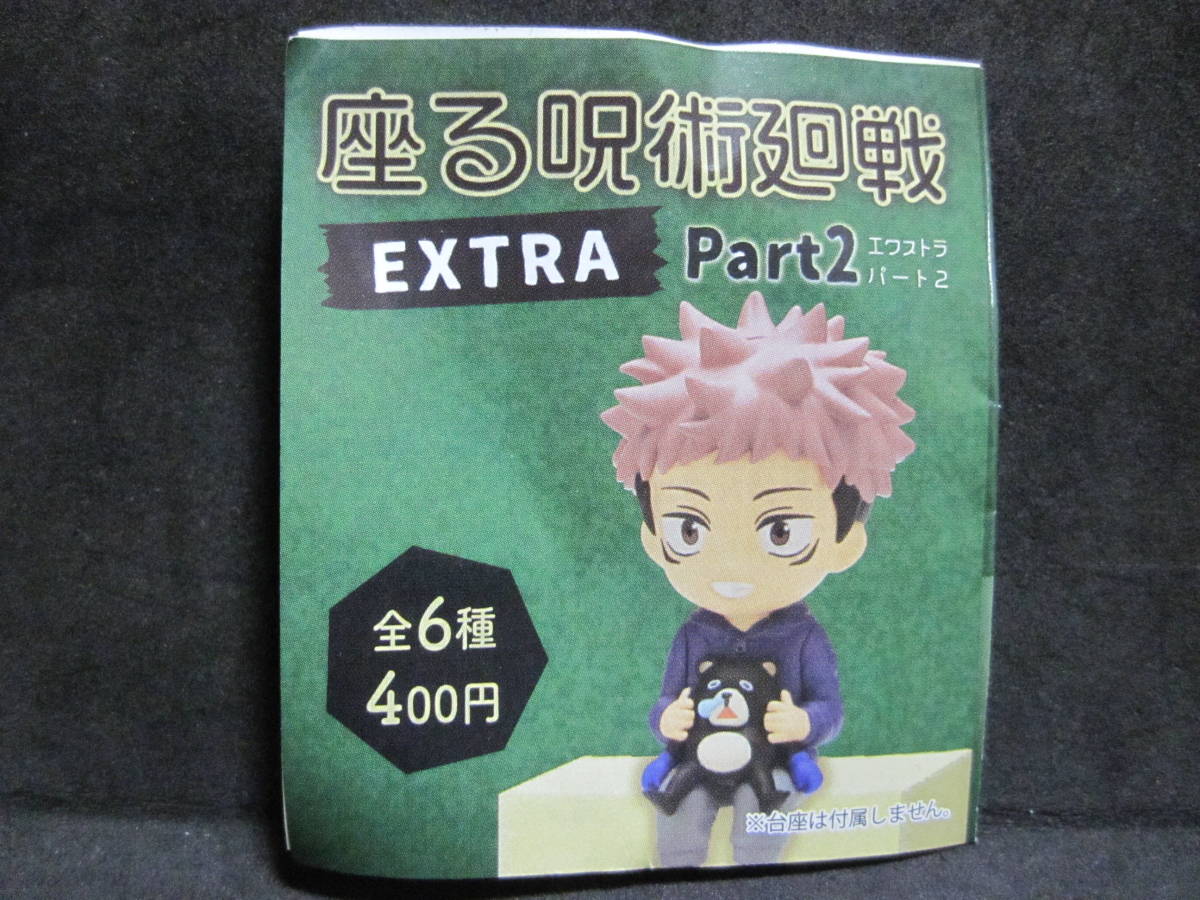 座る呪術廻戦
EXTRA Part2 エクストラ
パート2
全6種
400円
※台座は付属しません。